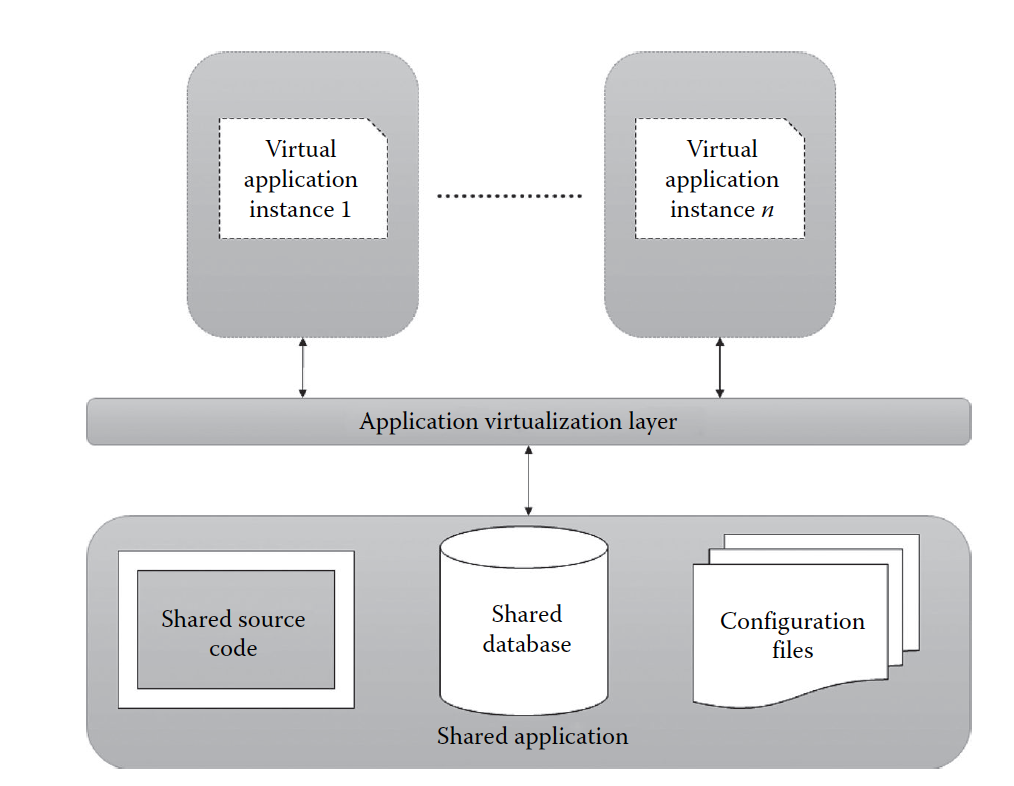 Virtual
application
instance 1
Virtual
application
instance n
Application virtualization layer
Shared source
code
Shared
database
Configuration
files
Shared application